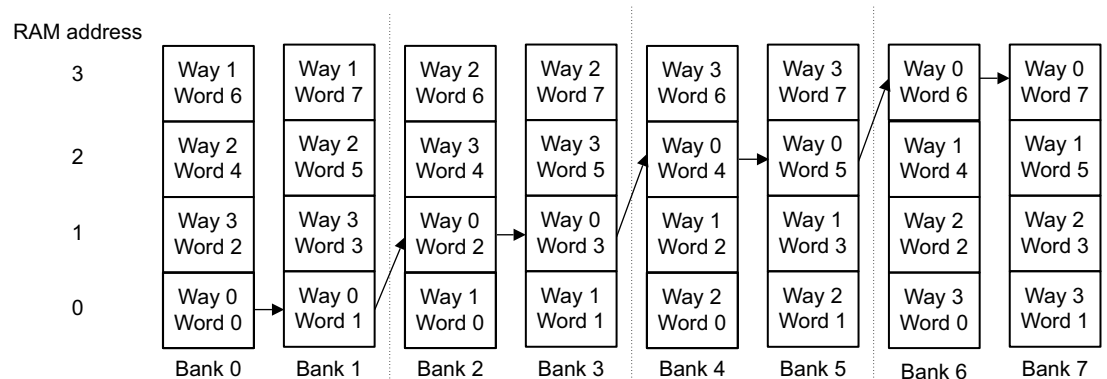 RAM address
3
Way 1
Word 6
Way 1
Word 7
Way 2
Word 6
Way 2
Word 7
Way 3
Word 6
Way 3
Word 7
Way 0
Word 6
Way 0
Word 7
2
Way 2
Word 4
Way 2
Word 5
Way 3
Word 4
Way 3
Word 5
Way 0
Word 4
Way 0
Word 5
Way 1
Word 4
Way 1
Word 5
1
Way 3
Word 2
Way 3
Word 3
Way 0
Word 2
Way 0
Word 3
Way 1
Word 2
Way 1
Word 3
Way 2
Word 2
Way 2
Word 3
0
Way 0
Word 0
Way 0
Word 1
Way 1
Word 0
Way 1
Word 1
Way 2
Word 0
Way 2
Word 1
Way 3
Word 0
Way 3
Word 1
Bank 0
Bank 1
Bank 2
Bank 3
Bank 4
Bank 5
Bank 6
Bank 7